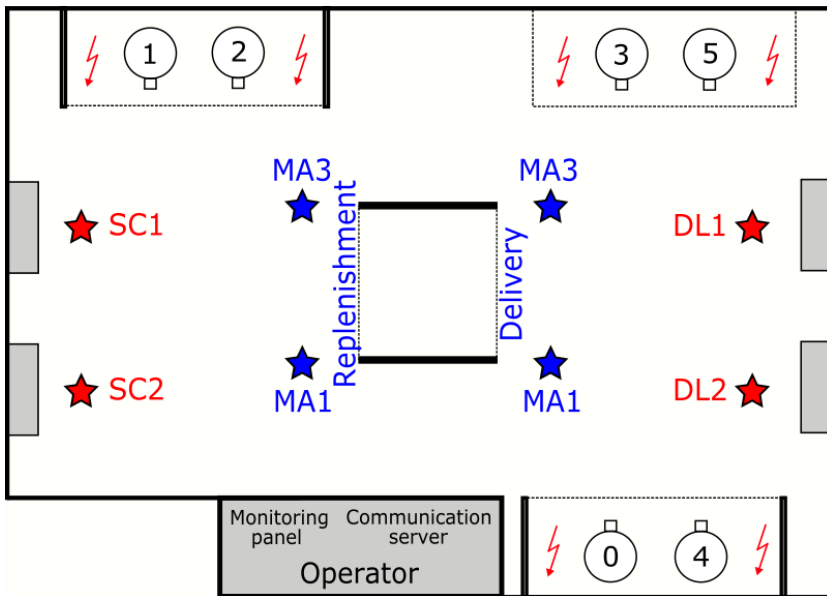 1
2
3
5
MA3
MA3
SC1
Replenishment
Delivery
DL1
SC2
MA1
MA1
DL2
Monitoring
panel
Communication
server
Operator
0
4